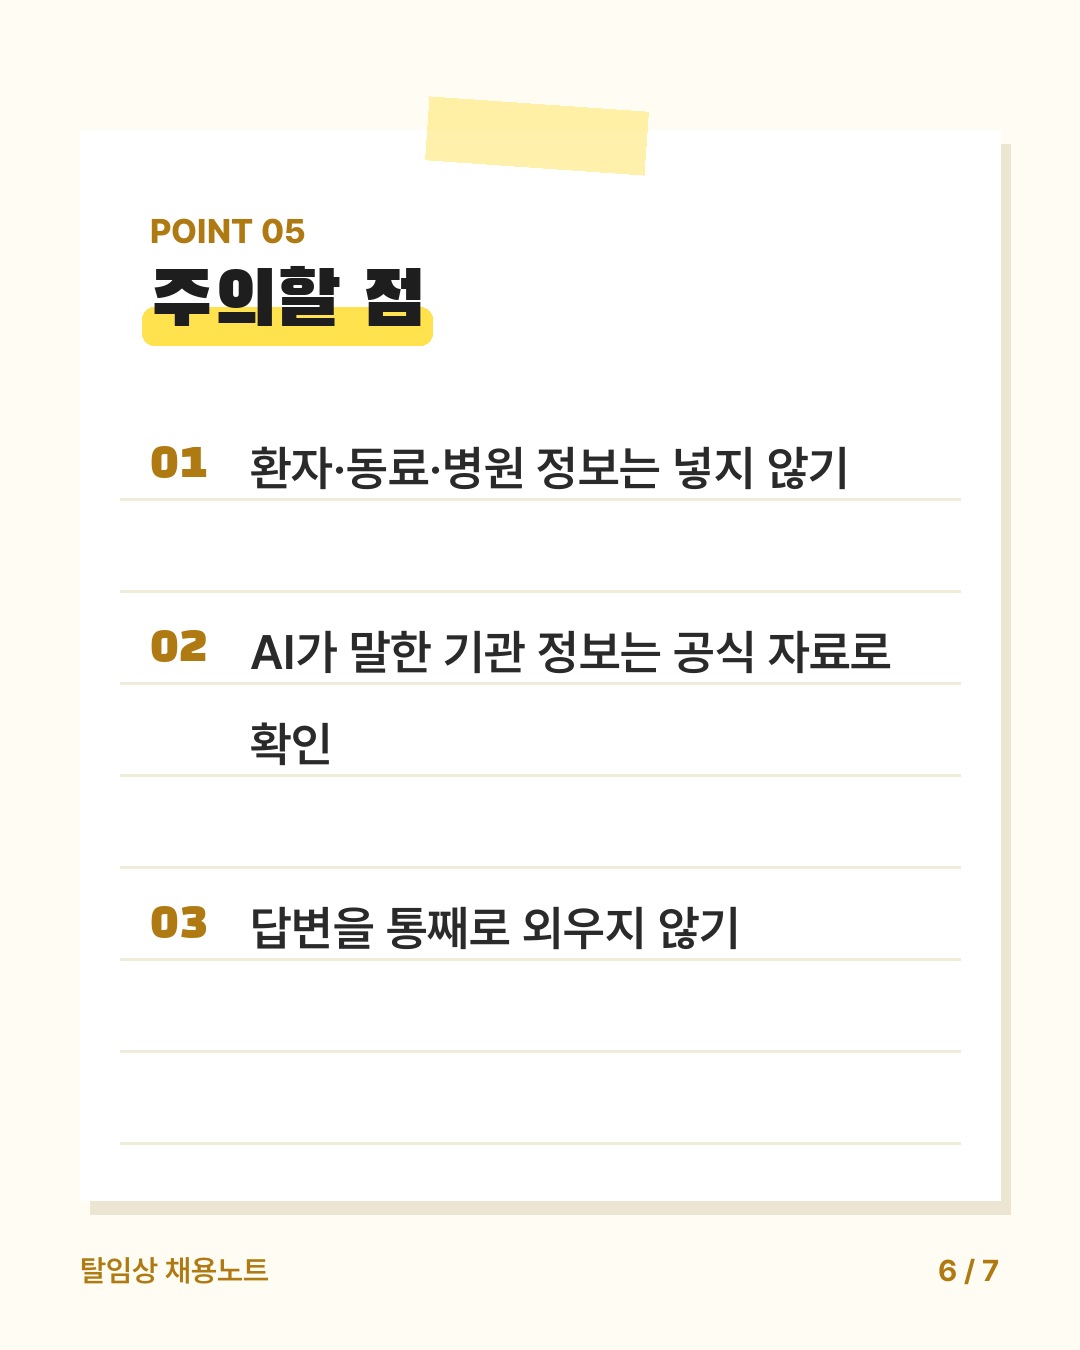 POINT 05
주의할 점
01 환자·동료·병원 정보는 넣지 않기
02 AI가 말한 기관 정보는 공식 자료로
확인
03 답변을 통째로 외우지 않기
탈임상 채용노트
6 / 7